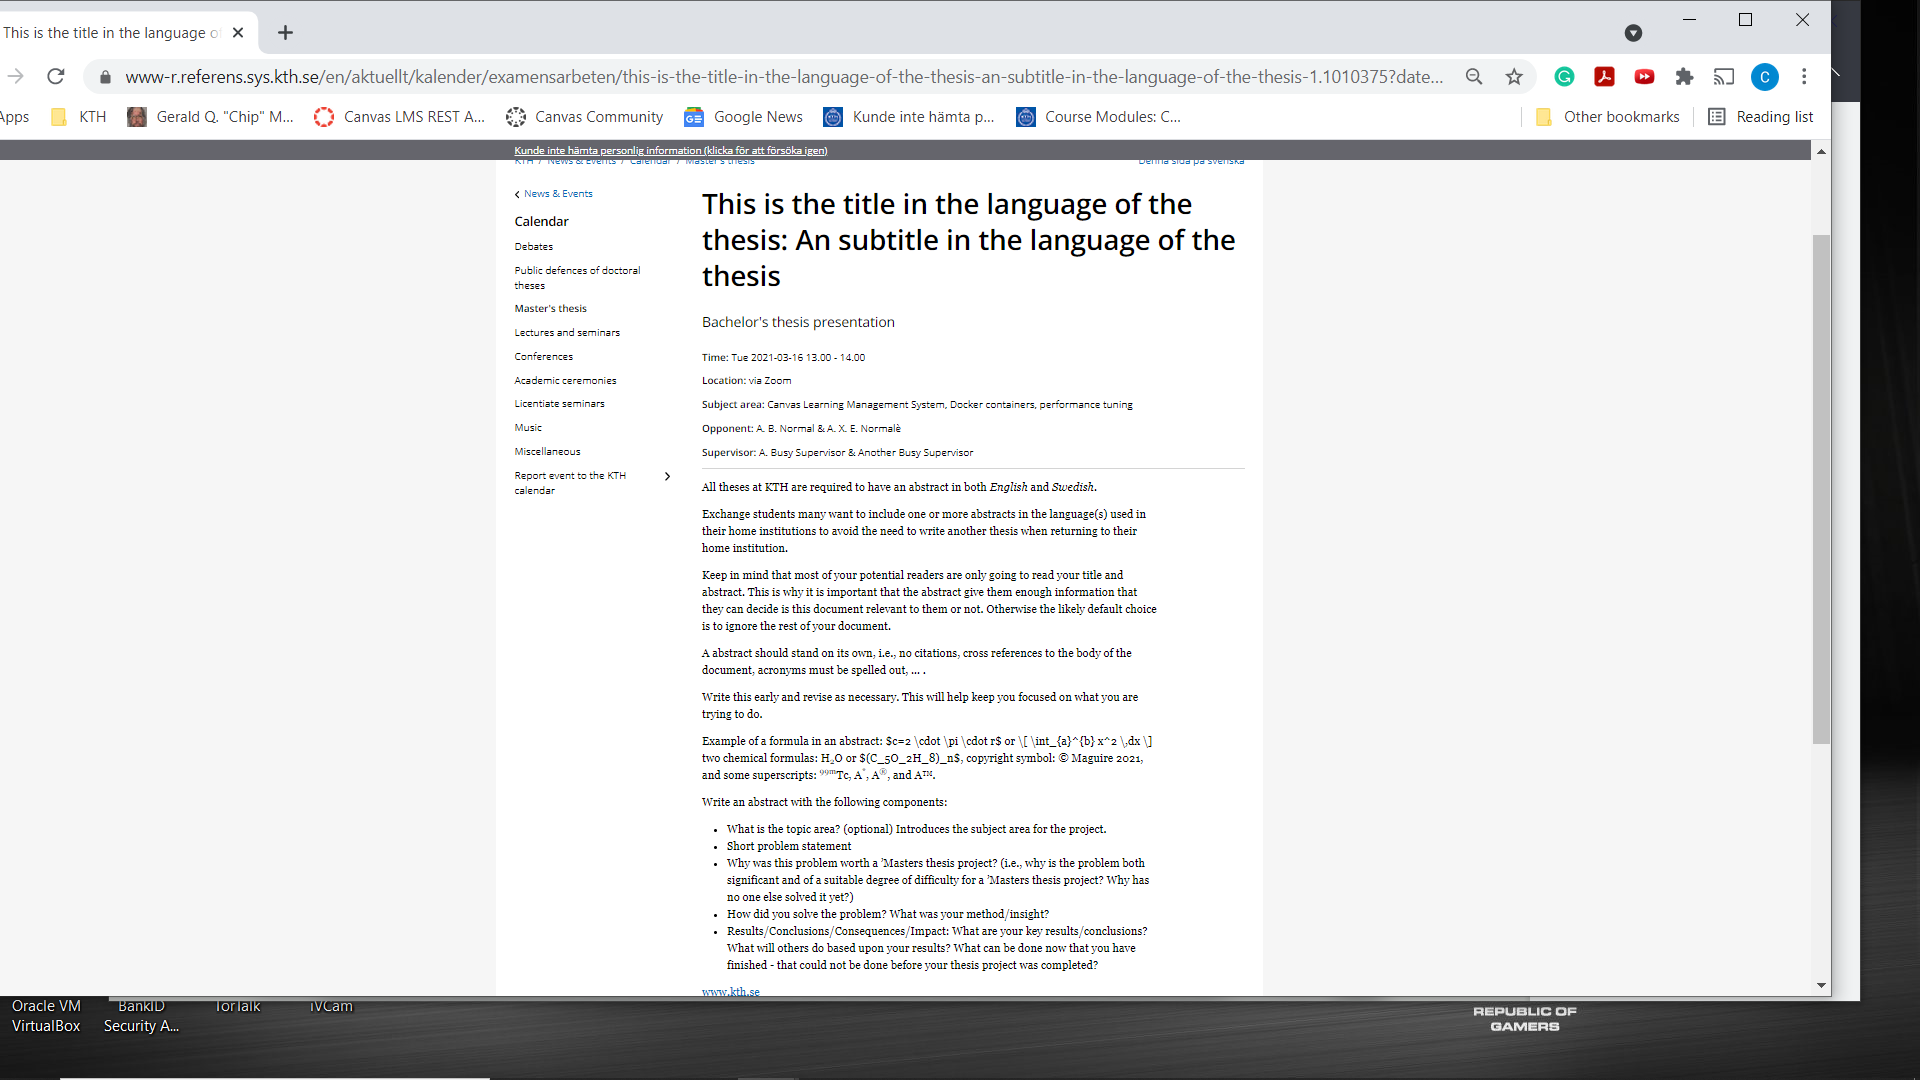 This is the title in the language of
www-r.referens.sys.kth.se/en/aktuellt/kalender/examensarbeten/this-is-the-title-in-the-language-of-the-thesis-an-subtitle-in-the-language-of-the-thesis-1.1010375?date...
C
Apps KTH Gerald Q. "Chip" M... Canvas LMS REST A... Canvas Community Google News Kunde inte hämta p... Course Modules: C... Other bookmarks Reading list
Kunde inte hämta personlig information (klicka för att försöka igen)
KTH / News & Events / Calendar / Master's thesis
Denna sida på svenska
News & Events
Calendar
Debates
Public defences of doctoral
theses
Master's thesis
Lectures and seminars
Conferences
Academic ceremonies
Licentiate seminars
Music
Miscellaneous
Report event to the KTH
calendar
This is the title in the language of the
thesis: An subtitle in the language of the
thesis
Bachelor's thesis presentation
Time: Tue 2021-03-16 13.00 - 14.00
Location: via Zoom
Subject area: Canvas Learning Management System, Docker containers, performance tuning
Opponent: A. B. Normal & A. X. E. Normalè
Supervisor: A. Busy Supervisor & Another Busy Supervisor
All theses at KTH are required to have an abstract in both English and Swedish.
Exchange students many want to include one or more abstracts in the language(s) used in
their home institutions to avoid the need to write another thesis when returning to their
home institution.
Keep in mind that most of your potential readers are only going to read your title and
abstract. This is why it is important that the abstract give them enough information that
they can decide is this document relevant to them or not. Otherwise the likely default choice
is to ignore the rest of your document.
A abstract should stand on its own, i.e., no citations, cross references to the body of the
document, acronyms must be spelled out, ... .
Write this early and revise as necessary. This will help keep you focused on what you are
trying to do.
Example of a formula in an abstract: $c=2 \cdot \pi \cdot r$ or \[ \int_{a}^{b} x^2 \,dx \]
two chemical formulas: H₂O or $(C_5O_2H_8)_n$, copyright symbol: © Maguire 2021,
and some superscripts: ⁹⁹ᵐTc, A*, A®, and A™.
Write an abstract with the following components:
• What is the topic area? (optional) Introduces the subject area for the project.
• Short problem statement
• Why was this problem worth a 'Masters thesis project? (i.e., why is the problem both
significant and of a suitable degree of difficulty for a 'Masters thesis project? Why has
no one else solved it yet?)
• How did you solve the problem? What was your method/insight?
• Results/Conclusions/Consequences/Impact: What are your key results/conclusions?
What will others do based upon your results? What can be done now that you have
finished - that could not be done before your thesis project was completed?
www.kth.se
Oracle VM
VirtualBox
BankID
Security A...
TorTalk
iVCam
REPUBLIC OF
GAMERS